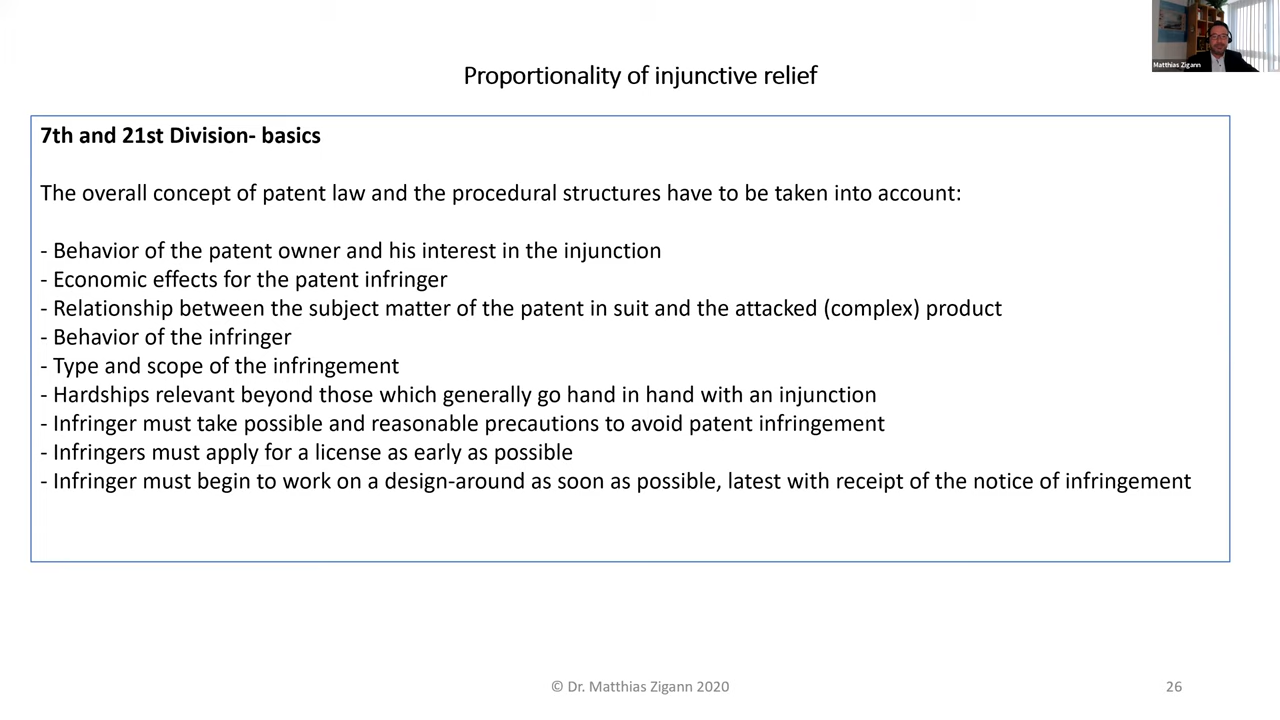 Matthias Zigann
Proportionality of injunctive relief
7th and 21st Division- basics
The overall concept of patent law and the procedural structures have to be taken into account:
- Behavior of the patent owner and his interest in the injunction
- Economic effects for the patent infringer
- Relationship between the subject matter of the patent in suit and the attacked (complex) product
- Behavior of the infringer
- Type and scope of the infringement
- Hardships relevant beyond those which generally go hand in hand with an injunction
- Infringer must take possible and reasonable precautions to avoid patent infringement
- Infringers must apply for a license as early as possible
- Infringer must begin to work on a design-around as soon as possible, latest with receipt of the notice of infringement
© Dr. Matthias Zigann 2020
26